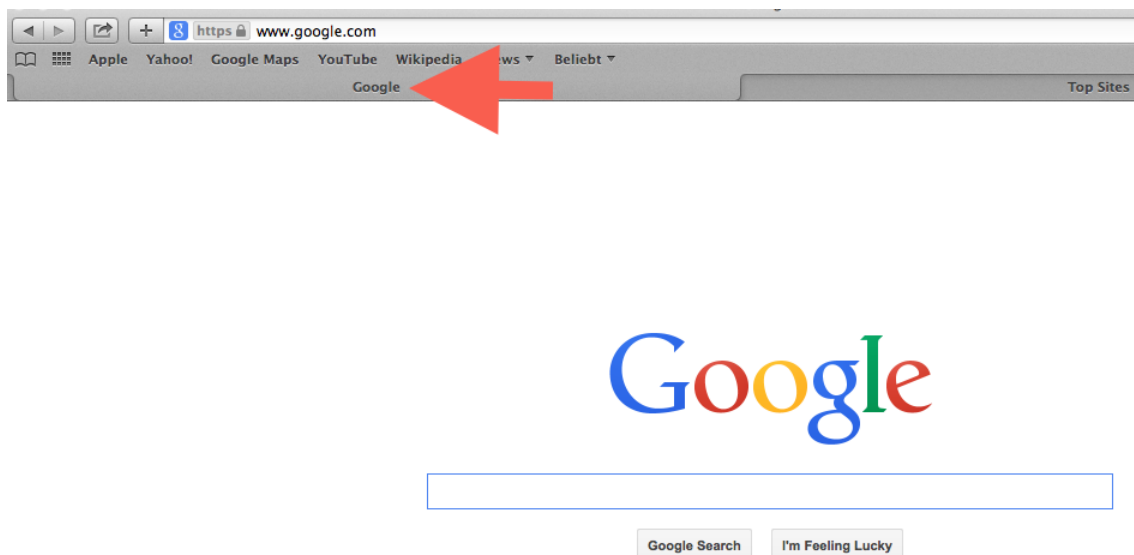 8 https www.google.com
Apple Yahoo! Google Maps YouTube Wikipedia Beliebt
Google Top Sites
Google
Google Search I'm Feeling Lucky